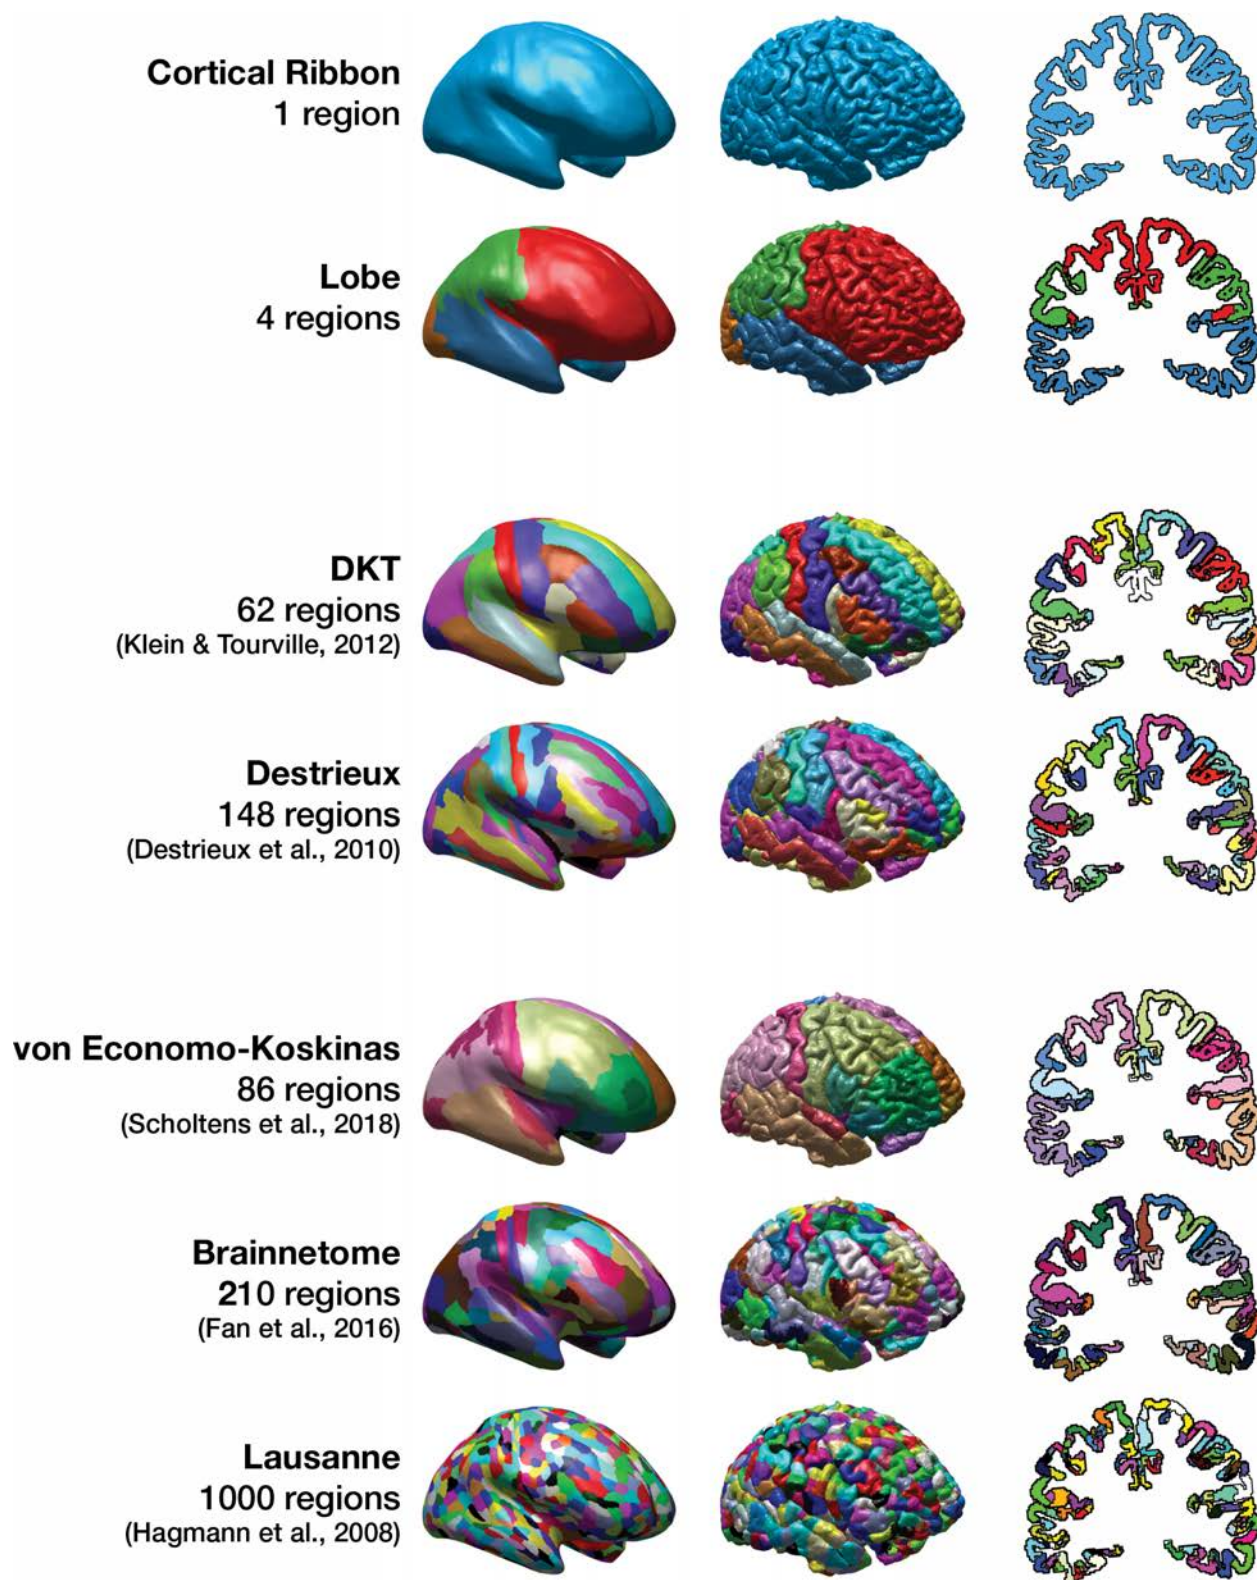 Cortical Ribbon
1 region
Lobe
4 regions
DKT
62 regions
(Klein & Tourville, 2012)
Destrieux
148 regions
(Destrieux et al., 2010)
von Economo-Koskinas
86 regions
(Scholtens et al., 2018)
Brainnetome
210 regions
(Fan et al., 2016)
Lausanne
1000 regions
(Hagmann et al., 2008)